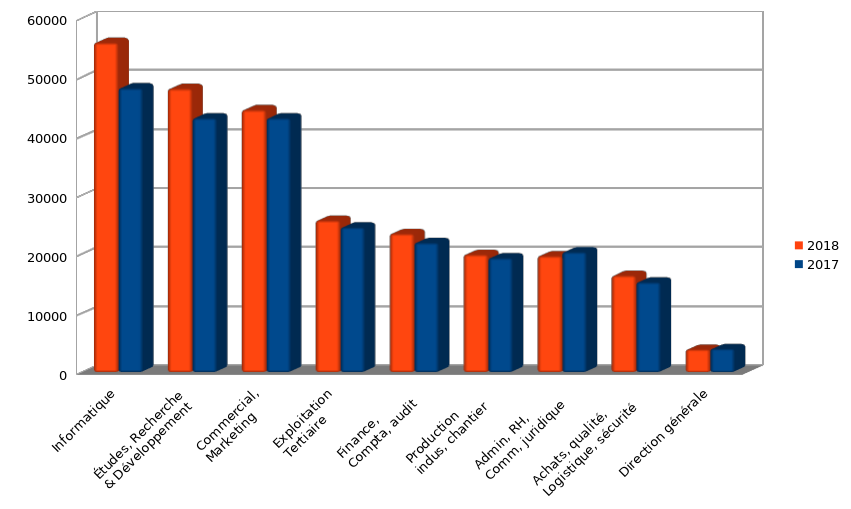 60000
50000
40000
30000
20000
10000
0
Informatique
Études, Recherche
& Développement
Commercial,
Marketing
Exploitation
Tertiaire
Finance,
Compta, audit
Production
indus, chantier
Admin, RH,
Comm, juridique
Achats, qualité,
Logistique, sécurité
Direction générale
2018
2017